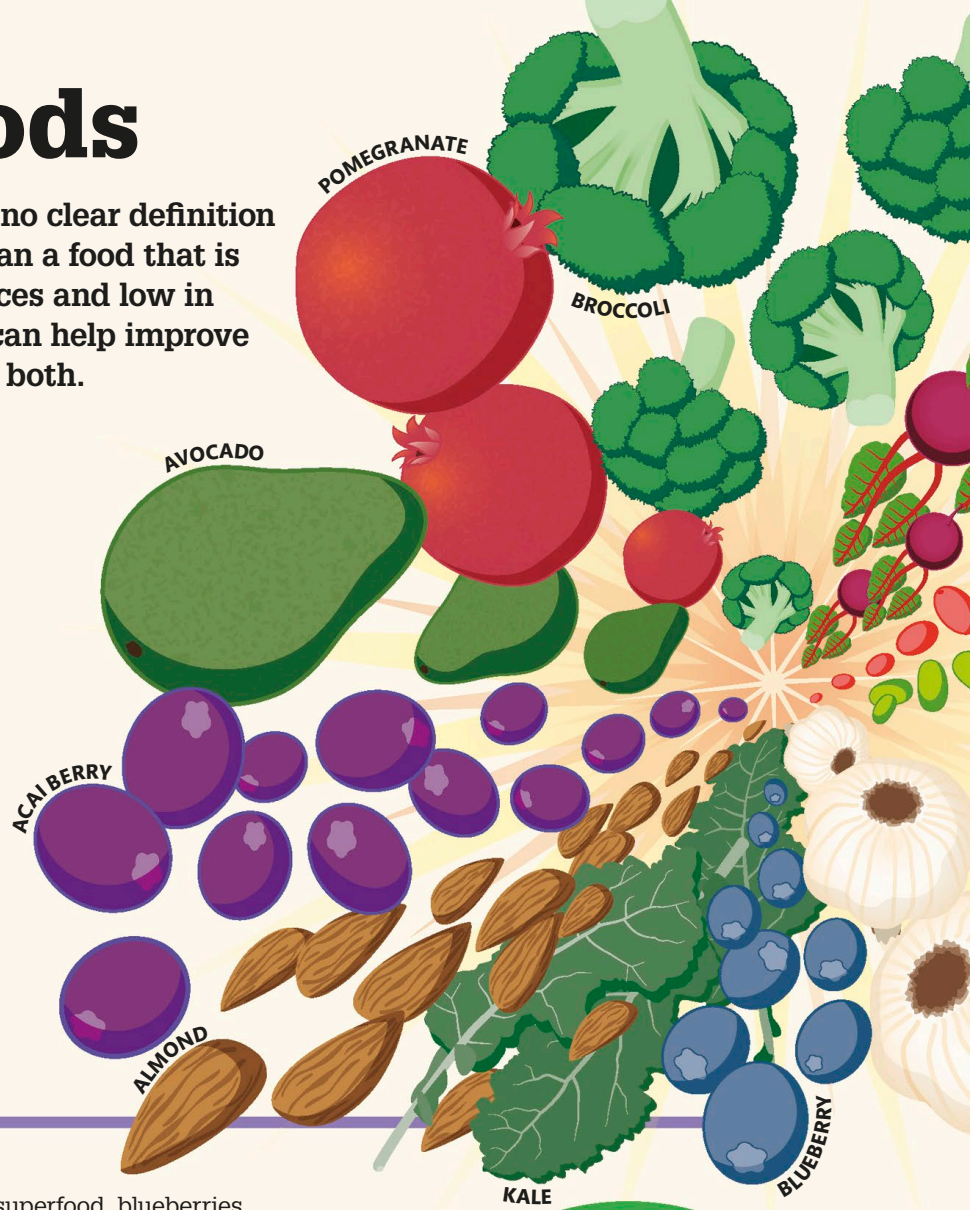 ods
no clear definition
an a food that is
ces and low in
can help improve
both.
POMEGRANATE
BROCCOLI
AVOCADO
ACAI BERRY
ALMOND
KALE
BLUEBERRY
superfood, blueberries